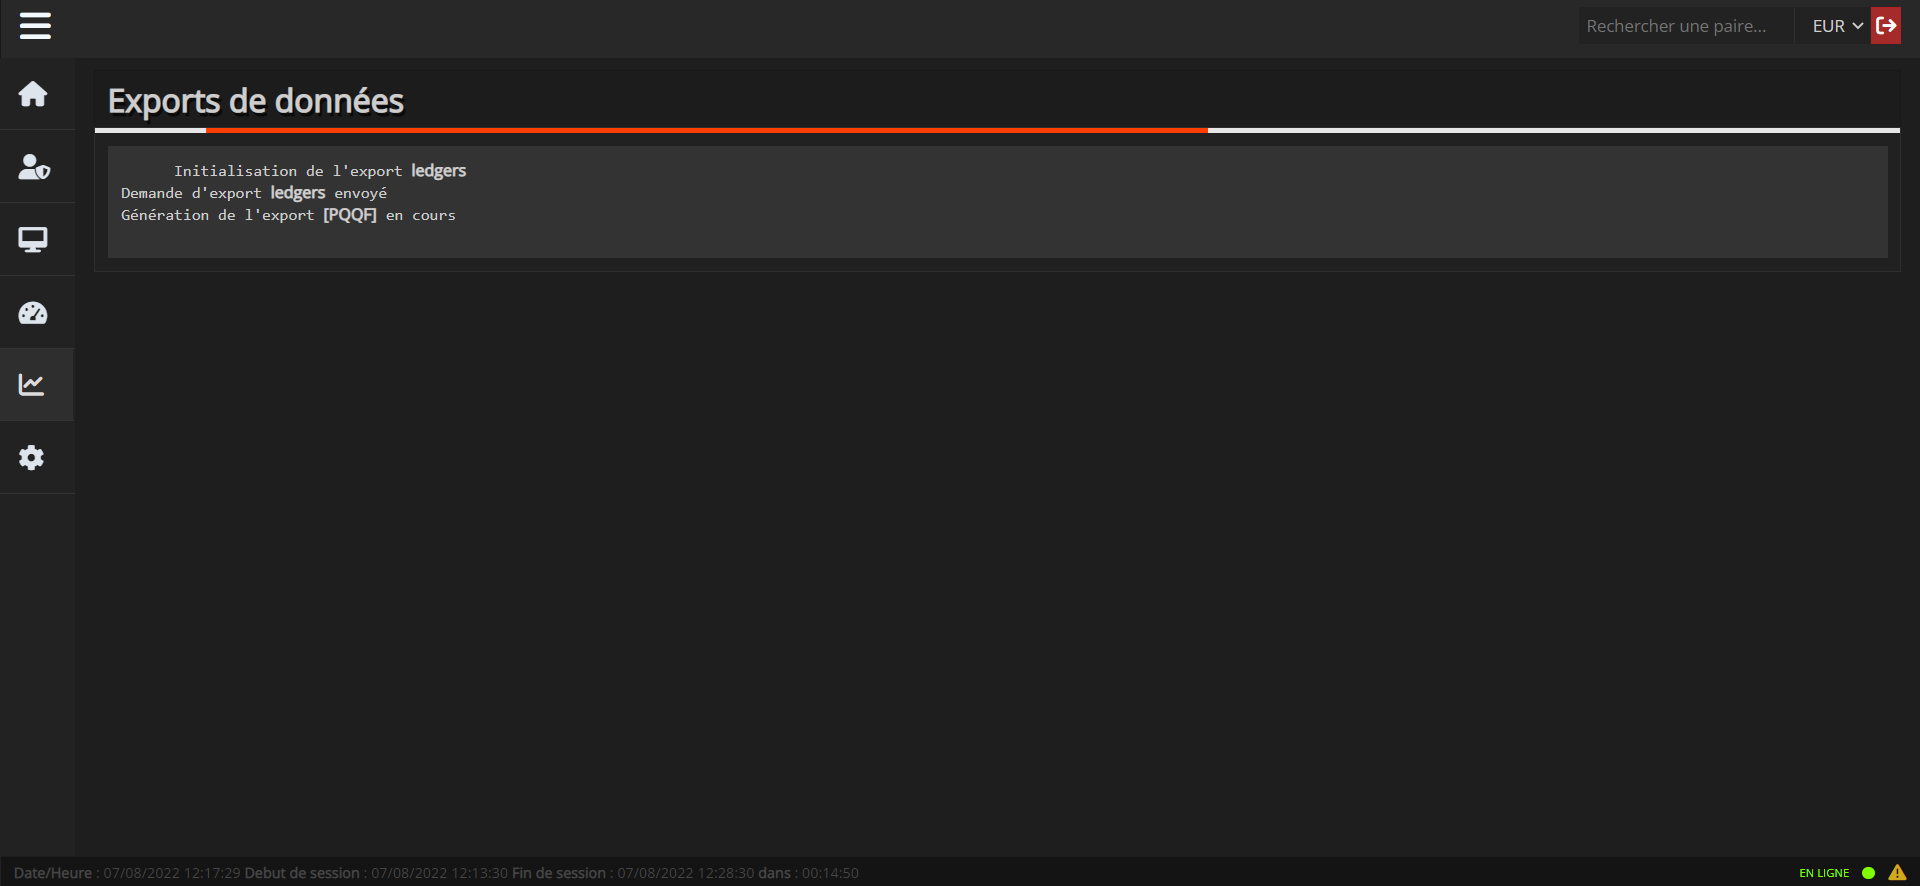 Rechercher une paire... EUR
Exports de données
Initialisation de l'export ledgers
Demande d'export ledgers envoyé
Génération de l'export [PQQF] en cours
Date/Heure : 07/08/2022 12:17:29 Debut de session : 07/08/2022 12:13:30 Fin de session : 07/08/2022 12:28:30 dans : 00:14:50 EN LIGNE